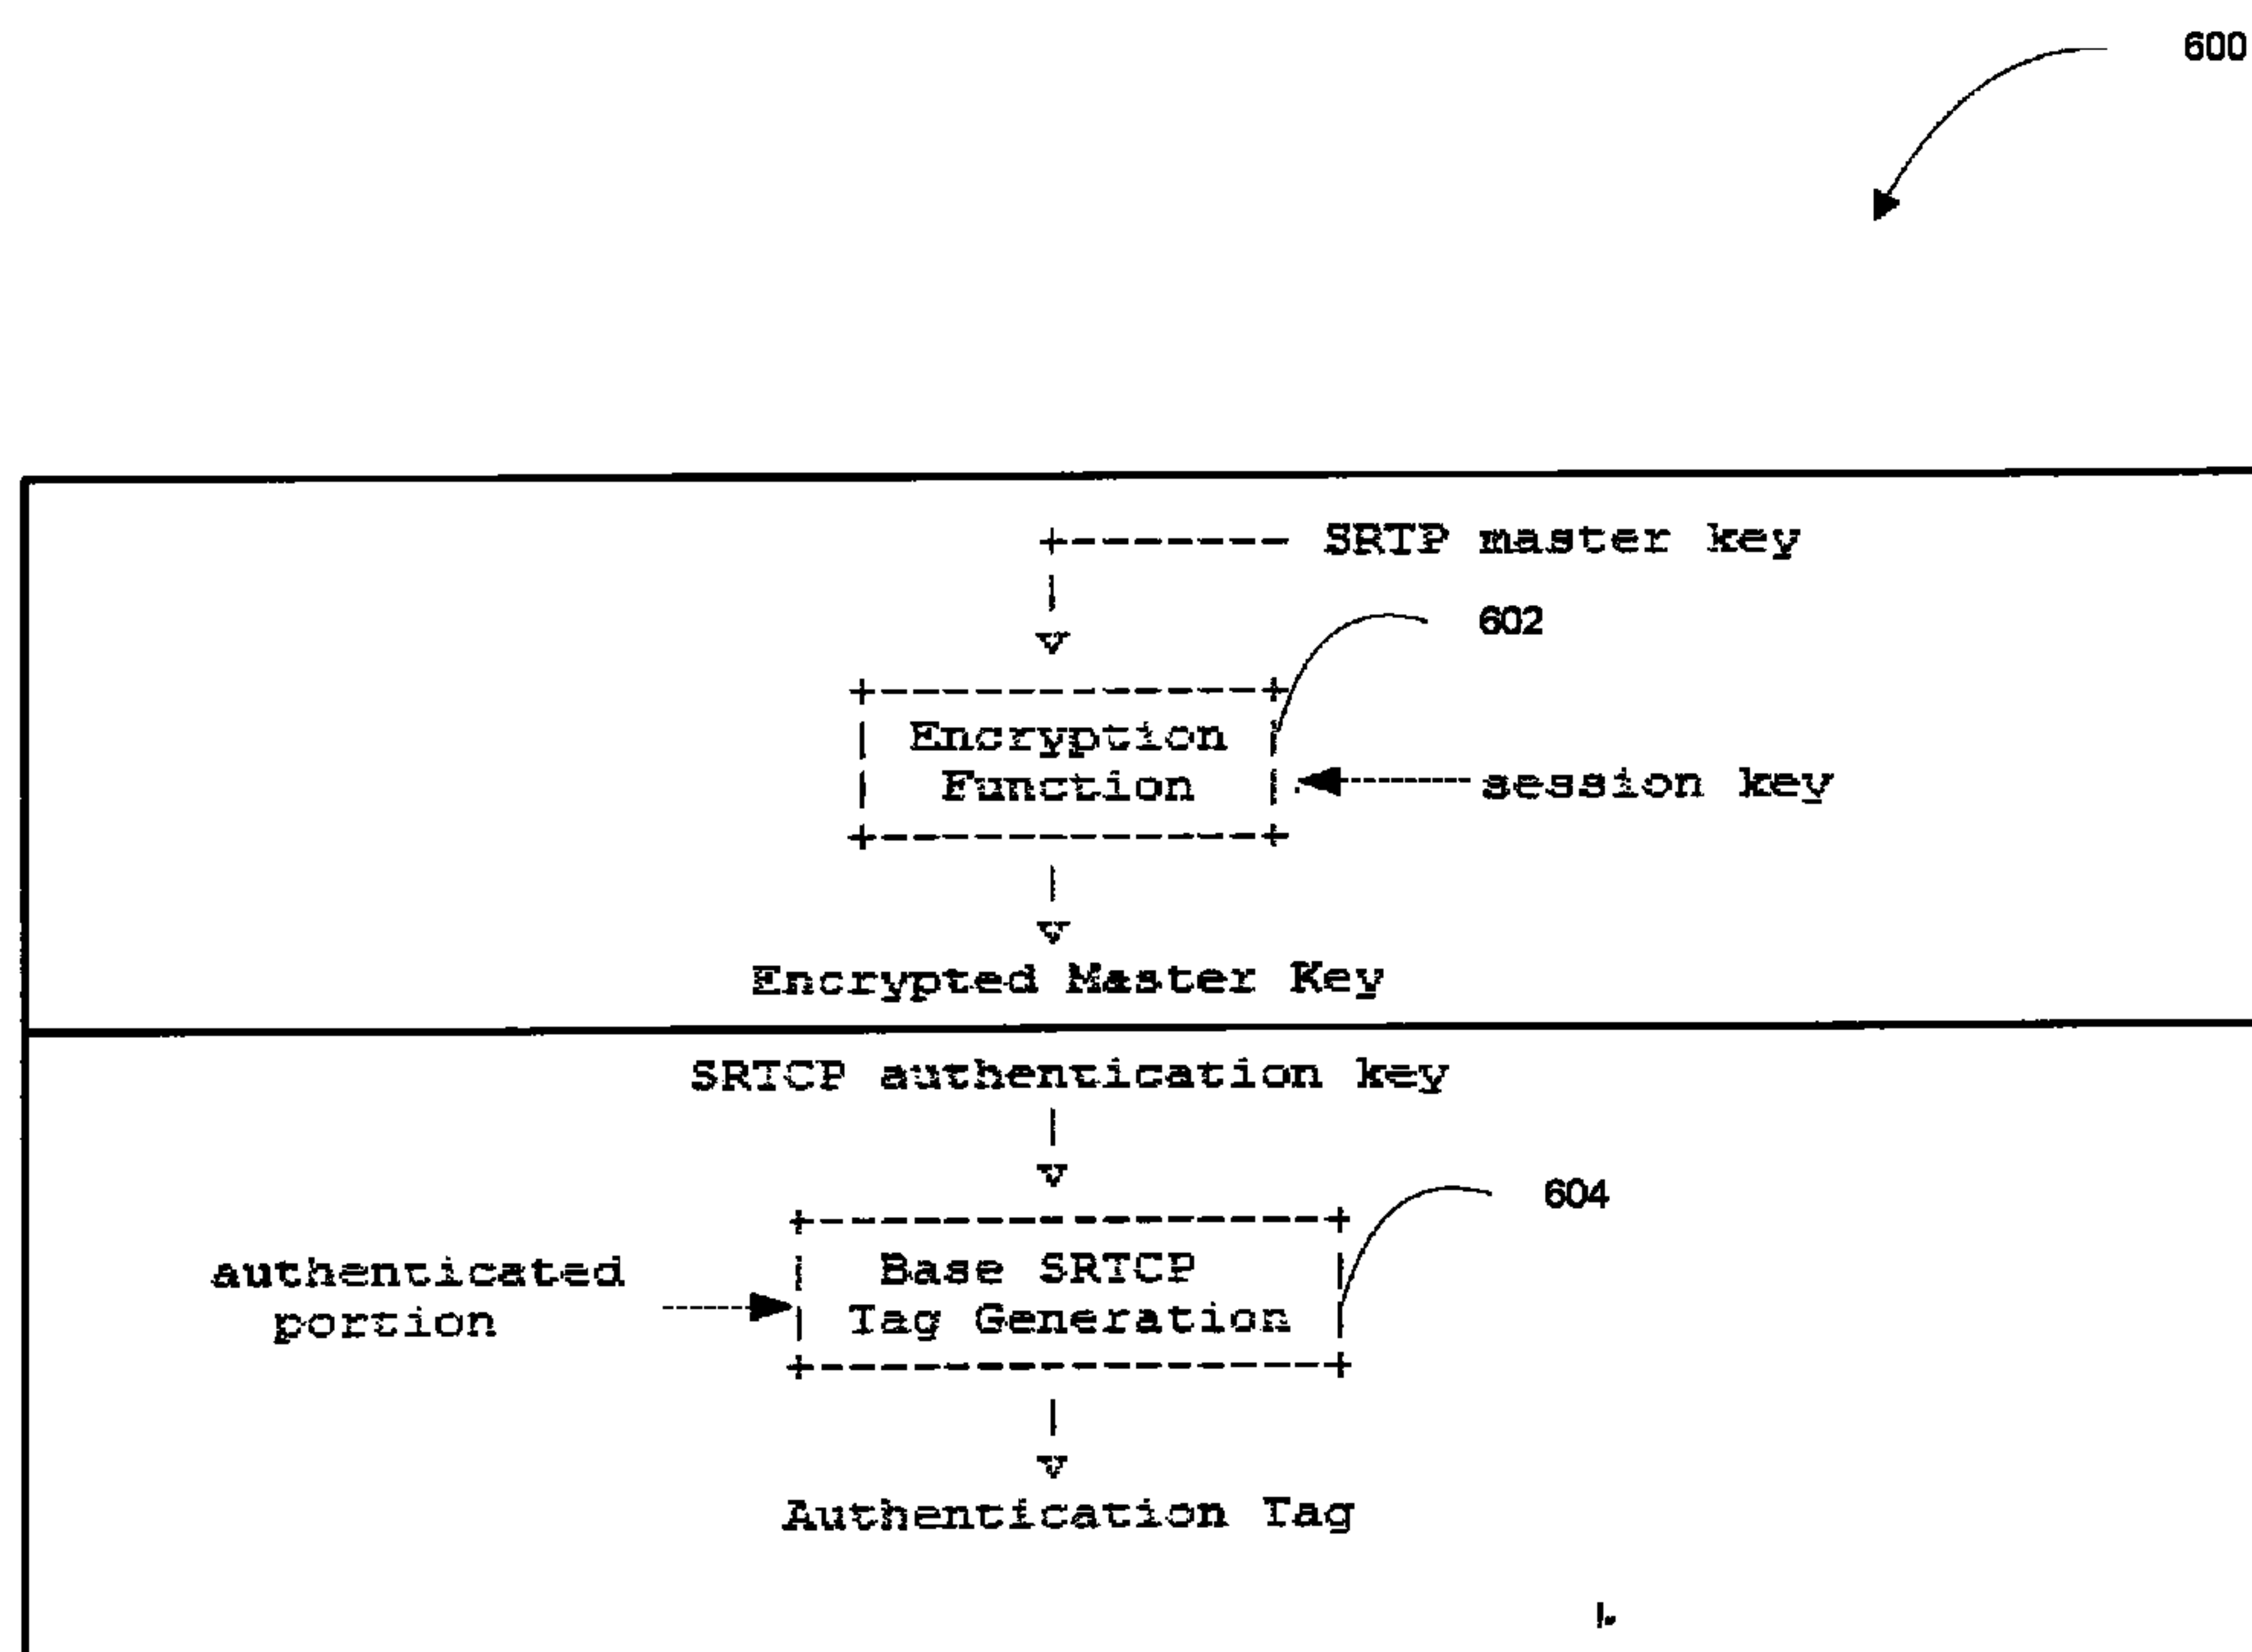 600
SRTP master key
602
Encryption
Function
session key
Encrypted Master Key
SRTCP authentication key
604
authenticated
portion
Base SRTCP
Tag Generation
Authentication Tag